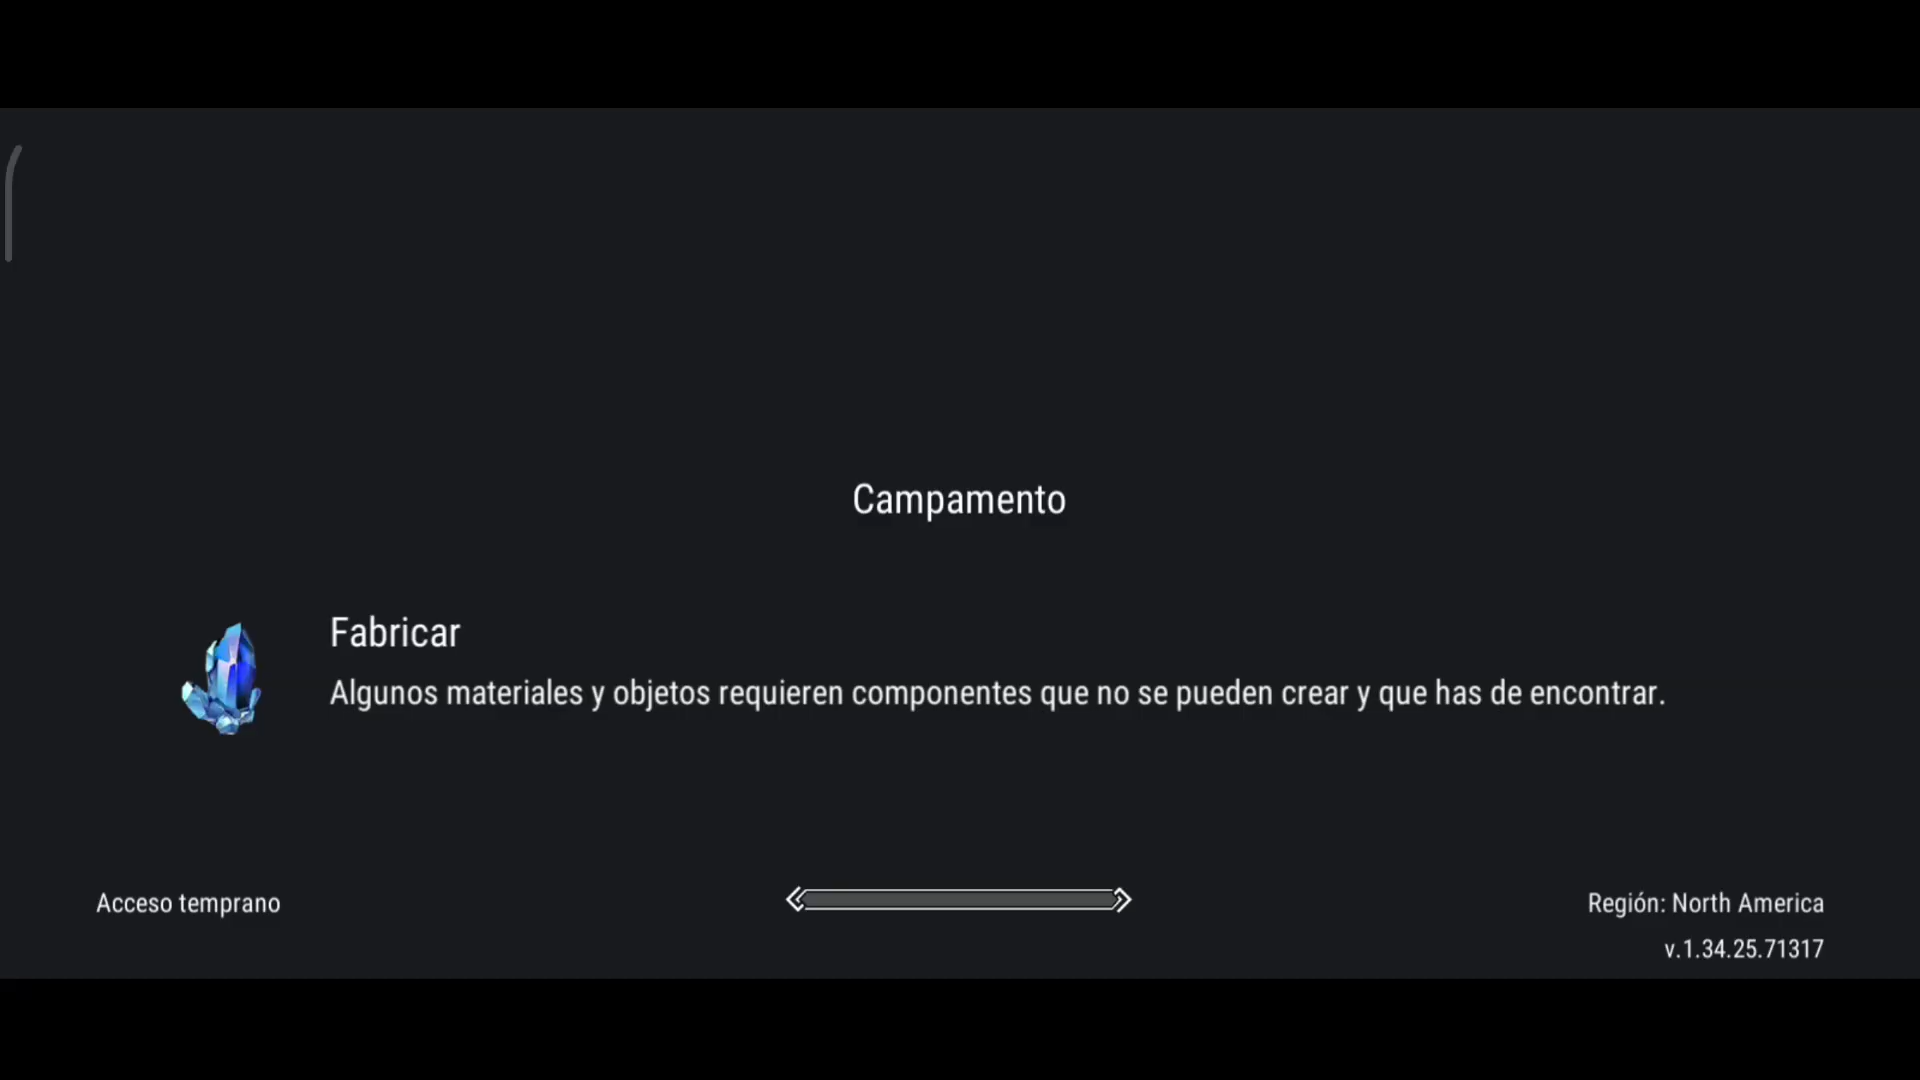 Campamento
Fabricar
Algunos materiales y objetos requieren componentes que no se pueden crear y que has de encontrar.
Acceso temprano
Región: North America
v.1.34.25.71317